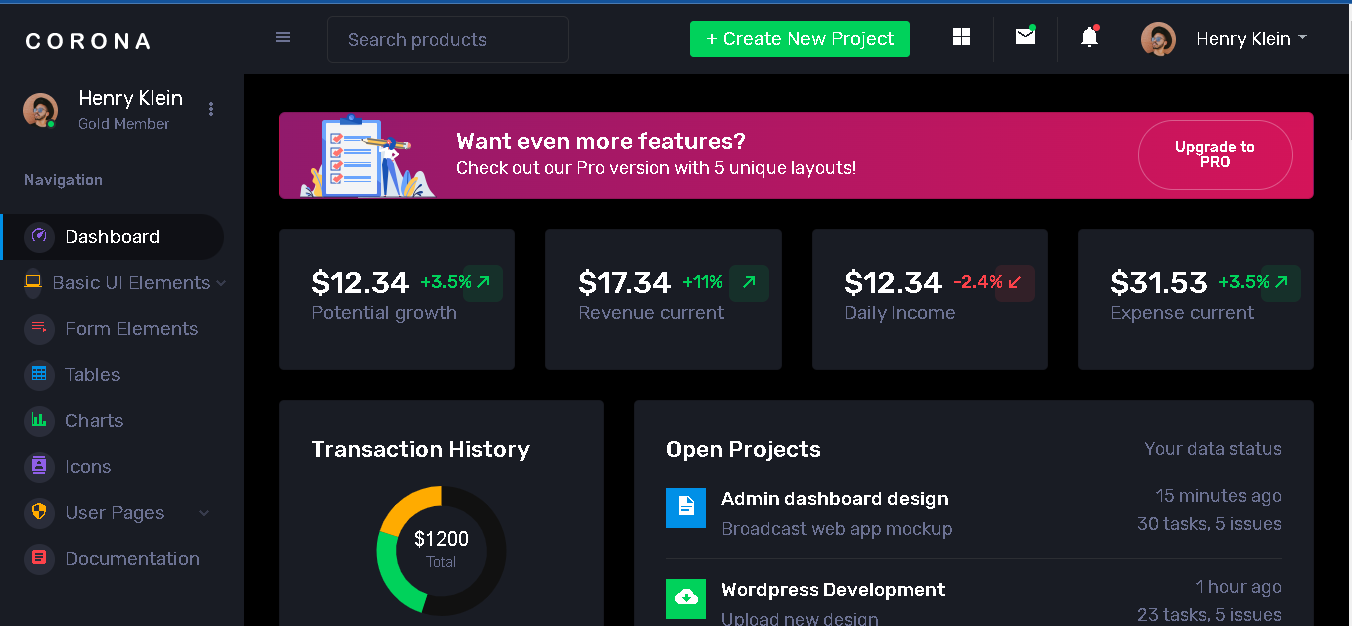 CORONA
Search products
+ Create New Project
Henry Klein
Henry Klein
Gold Member
Navigation
Dashboard
Basic UI Elements
Form Elements
Tables
Charts
Icons
User Pages
Documentation
Want even more features?
Check out our Pro version with 5 unique layouts!
Upgrade to
PRO
$12.34 +3.5%
Potential growth
$17.34 +11%
Revenue current
$12.34 -2.4%
Daily Income
$31.53 +3.5%
Expense current
Transaction History
$1200
Total
Open Projects
Your data status
Admin dashboard design
15 minutes ago
Broadcast web app mockup
30 tasks, 5 issues
Wordpress Development
1 hour ago
Upload new design
23 tasks, 5 issues